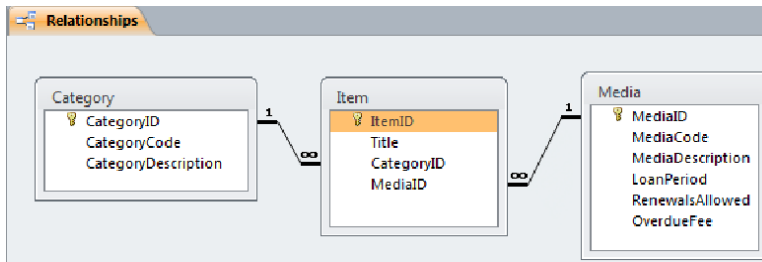 Relationships
Category
CategoryID
CategoryCode
CategoryDescription
1
∞
Item
ItemID
Title
CategoryID
MediaID
∞
1
Media
MediaID
MediaCode
MediaDescription
LoanPeriod
RenewalsAllowed
OverdueFee